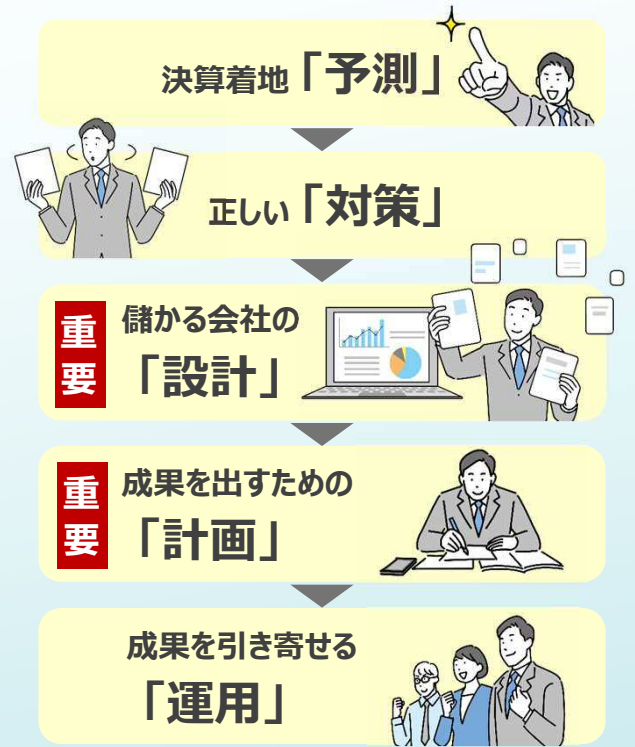 決算着地「予測」
正しい「対策」
重要
儲かる会社の
「設計」
重要
成果を出すための
「計画」
成果を引き寄せる
「運用」